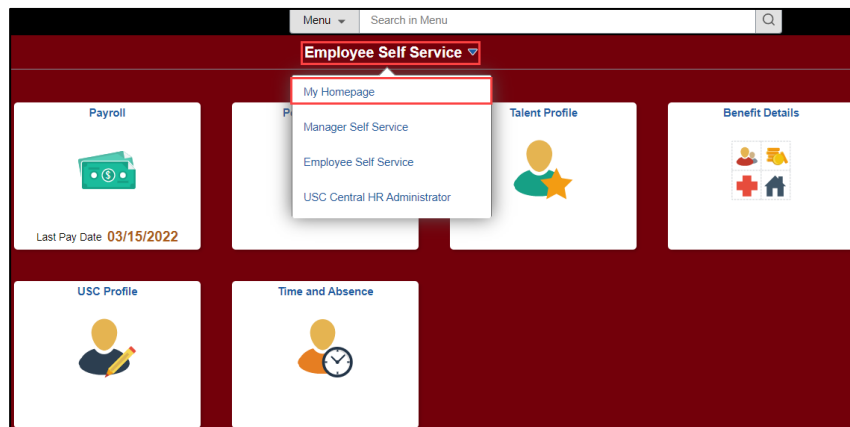 Menu
Search in Menu
Employee Self Service
My Homepage
Manager Self Service
Employee Self Service
USC Central HR Administrator
Payroll
Talent Profile
Benefit Details
Last Pay Date 03/15/2022
USC Profile
Time and Absence